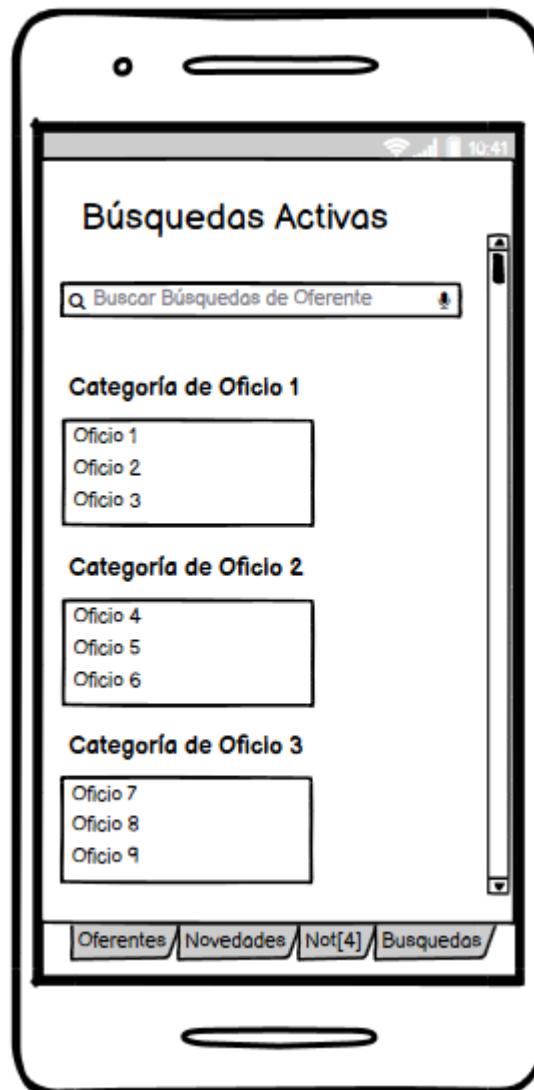 10:41
Búsquedas Activas
Buscar Búsquedas de Oferente
Categoría de Oficio 1
Oficio 1
Oficio 2
Oficio 3
Categoría de Oficio 2
Oficio 4
Oficio 5
Oficio 6
Categoría de Oficio 3
Oficio 7
Oficio 8
Oficio 9
Oferentes Novedades Not[4] Busquedas